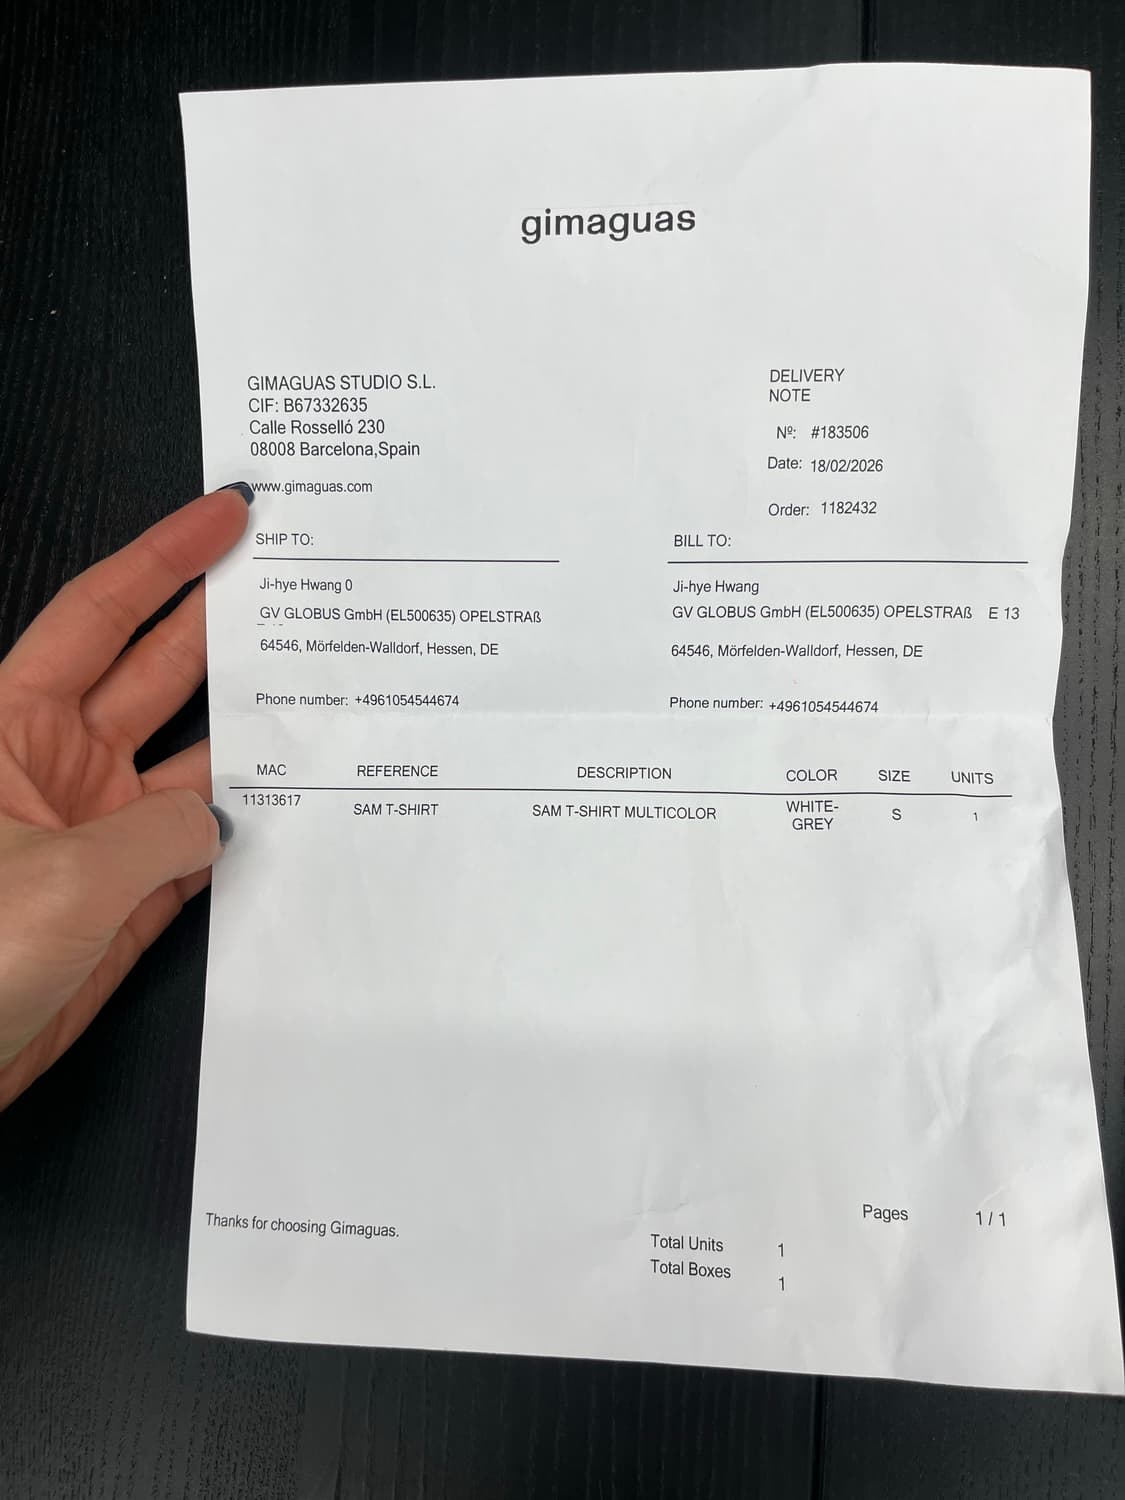 gimaguas
GIMAGUAS STUDIO S.L.
CIF: B67332635
Calle Rosselló 230
08008 Barcelona,Spain
www.gimaguas.com
DELIVERY
NOTE
Nº: #183506
Date: 18/02/2026
Order: 1182432
SHIP TO:
Ji-hye Hwang 0
GV GLOBUS GmbH (EL500635) OPELSTRAß
64546, Mörfelden-Walldorf, Hessen, DE
Phone number: +4961054544674
BILL TO:
Ji-hye Hwang
GV GLOBUS GmbH (EL500635) OPELSTRAß E 13
64546, Mörfelden-Walldorf, Hessen, DE
Phone number: +4961054544674
MAC REFERENCE DESCRIPTION COLOR SIZE UNITS
11313617 SAM T-SHIRT SAM T-SHIRT MULTICOLOR WHITE- S 1
GREY
Thanks for choosing Gimaguas.
Pages 1 / 1
Total Units 1
Total Boxes 1